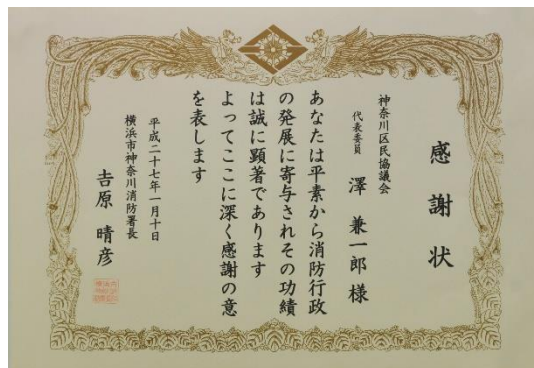 感謝状
神奈川区民協議会
代表委員 澤 兼一郎 様
あなたは平素から消防行政
の発展に寄与されその功績
は誠に顕著であります
よってここに深く感謝の意
を表します
平成二十七年一月十日
横浜市神奈川消防署長
吉原 晴彦